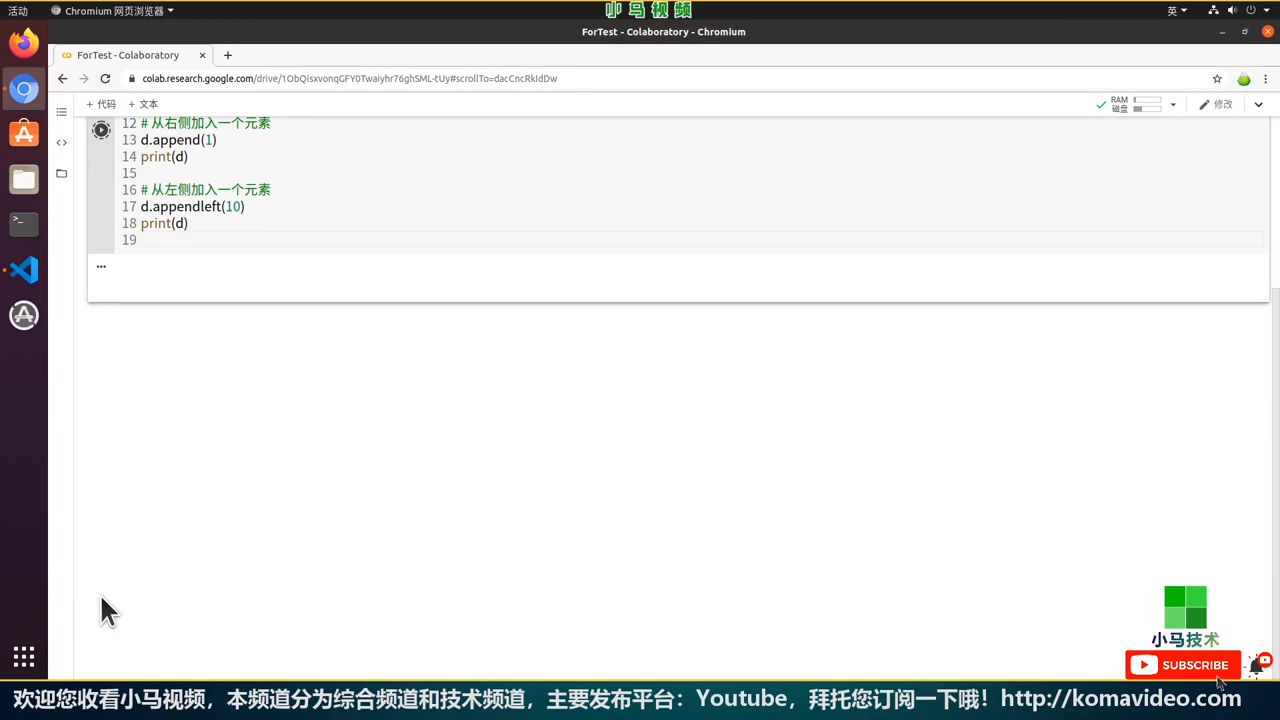 活动
Chromium 网页浏览器
小马视频
英
ForTest - Colaboratory - Chromium
ForTest - Colaboratory
colab.research.google.com/drive/1ObQisxvonqGFY0Twaiyhr76ghSML-tUy#scrollTo=dacCncRkIdDw
+ 代码 + 文本
RAM
磁盘
修改
12 # 从右侧加入一个元素
13 d.append(1)
14 print(d)
15
16 # 从左侧加入一个元素
17 d.appendleft(10)
18 print(d)
19
...
小马技术
SUBSCRIBE
欢迎您收看小马视频，本频道分为综合频道和技术频道，主要发布平台：Youtube，拜托您订阅一下哦！http://komavideo.com